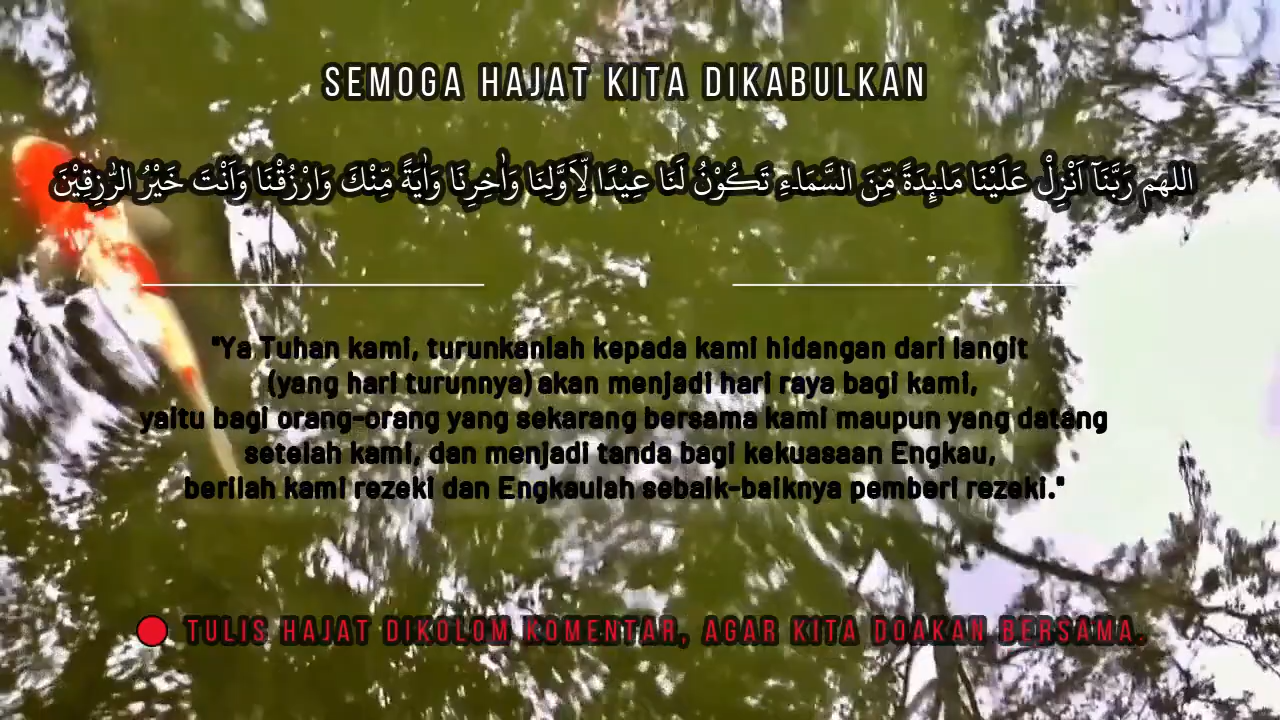 SEMOGA HAJAT KITA DIKABULKAN
اللهم رَبَّنَآ اَنْزِلْ عَلَيْنَا مَاۤىِٕدَةً مِّنَ السَّمَاۤءِ تَكُوْنُ لَنَا عِيْدًا لِّاَوَّلِنَا وَاٰخِرِنَا وَاٰيَةً مِّنْكَ وَارْزُقْنَا وَاَنْتَ خَيْرُ الرّٰزِقِيْنَ
"Ya Tuhan kami, turunkanlah kepada kami hidangan dari langit
(yang hari turunnya) akan menjadi hari raya bagi kami,
yaitu bagi orang-orang yang sekarang bersama kami maupun yang datang
setelah kami, dan menjadi tanda bagi kekuasaan Engkau,
berilah kami rezeki dan Engkaulah sebaik-baiknya pemberi rezeki."
TULIS HAJAT DIKOLOM KOMENTAR, AGAR KITA DOAKAN BERSAMA.